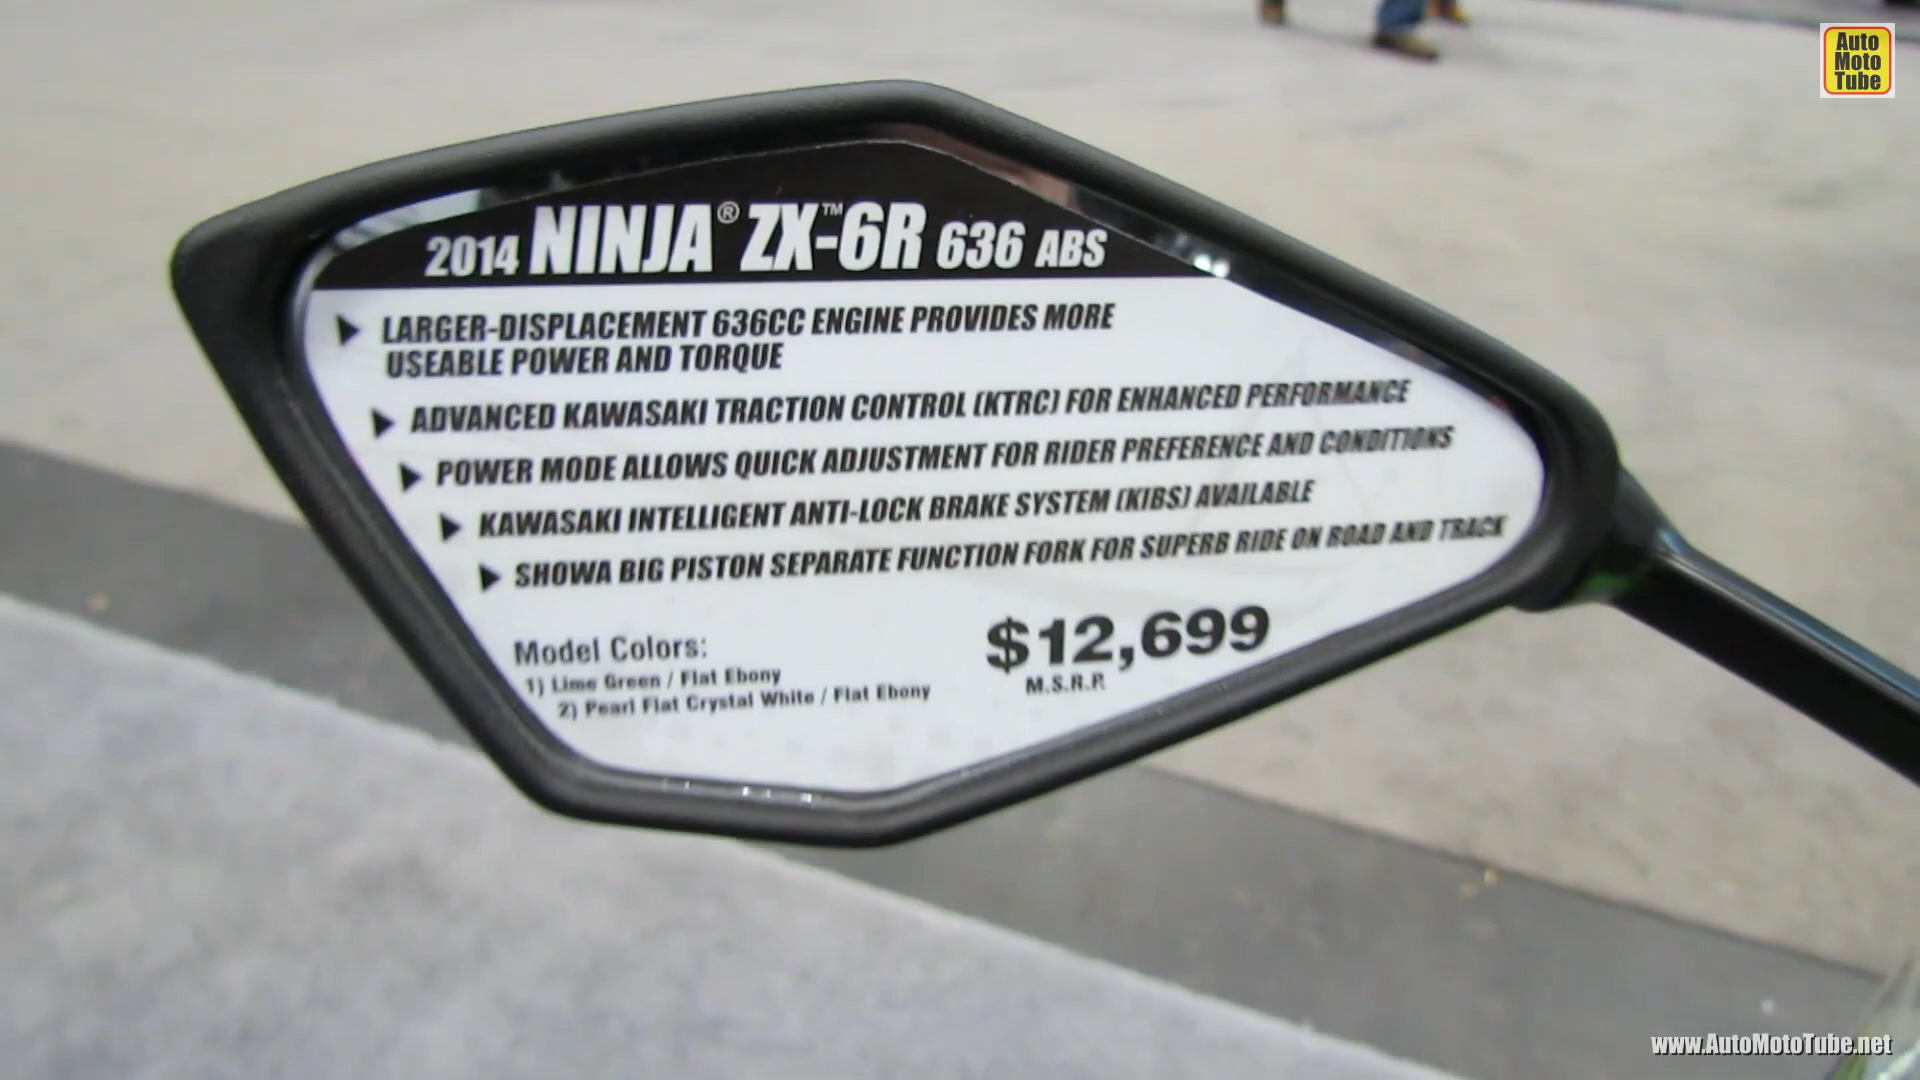 Auto
Moto
Tube
2014 NINJA® ZX™-6R 636 ABS
LARGER-DISPLACEMENT 636CC ENGINE PROVIDES MORE
USEABLE POWER AND TORQUE
ADVANCED KAWASAKI TRACTION CONTROL (KTRC) FOR ENHANCED PERFORMANCE
POWER MODE ALLOWS QUICK ADJUSTMENT FOR RIDER PREFERENCE AND CONDITIONS
KAWASAKI INTELLIGENT ANTI-LOCK BRAKE SYSTEM (KIBS) AVAILABLE
SHOWA BIG PISTON SEPARATE FUNCTION FORK FOR SUPERB RIDE ON ROAD AND TRACK
Model Colors:
1) Lime Green / Flat Ebony
2) Pearl Flat Crystal White / Flat Ebony
$12,699
M.S.R.P.
www.AutoMotoTube.net